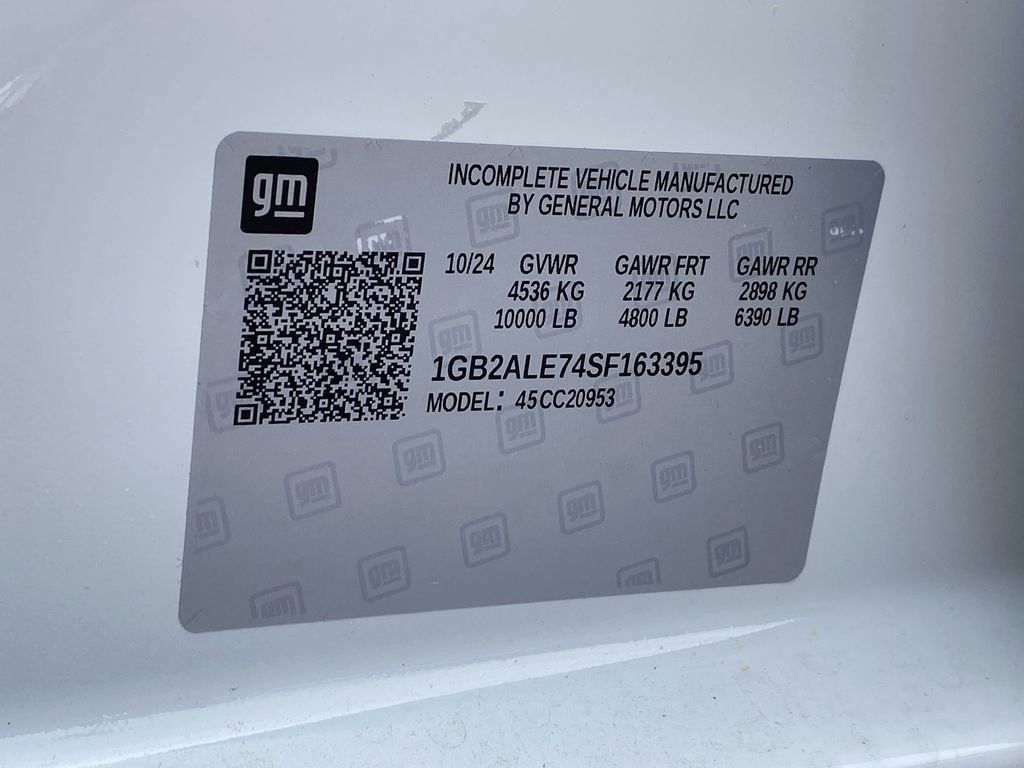 gm
INCOMPLETE VEHICLE MANUFACTURED
BY GENERAL MOTORS LLC
10/24 GVWR GAWR FRT GAWR RR
4536 KG 2177 KG 2898 KG
10000 LB 4800 LB 6390 LB
1GB2ALE74SF163395
MODEL: 45CC20953